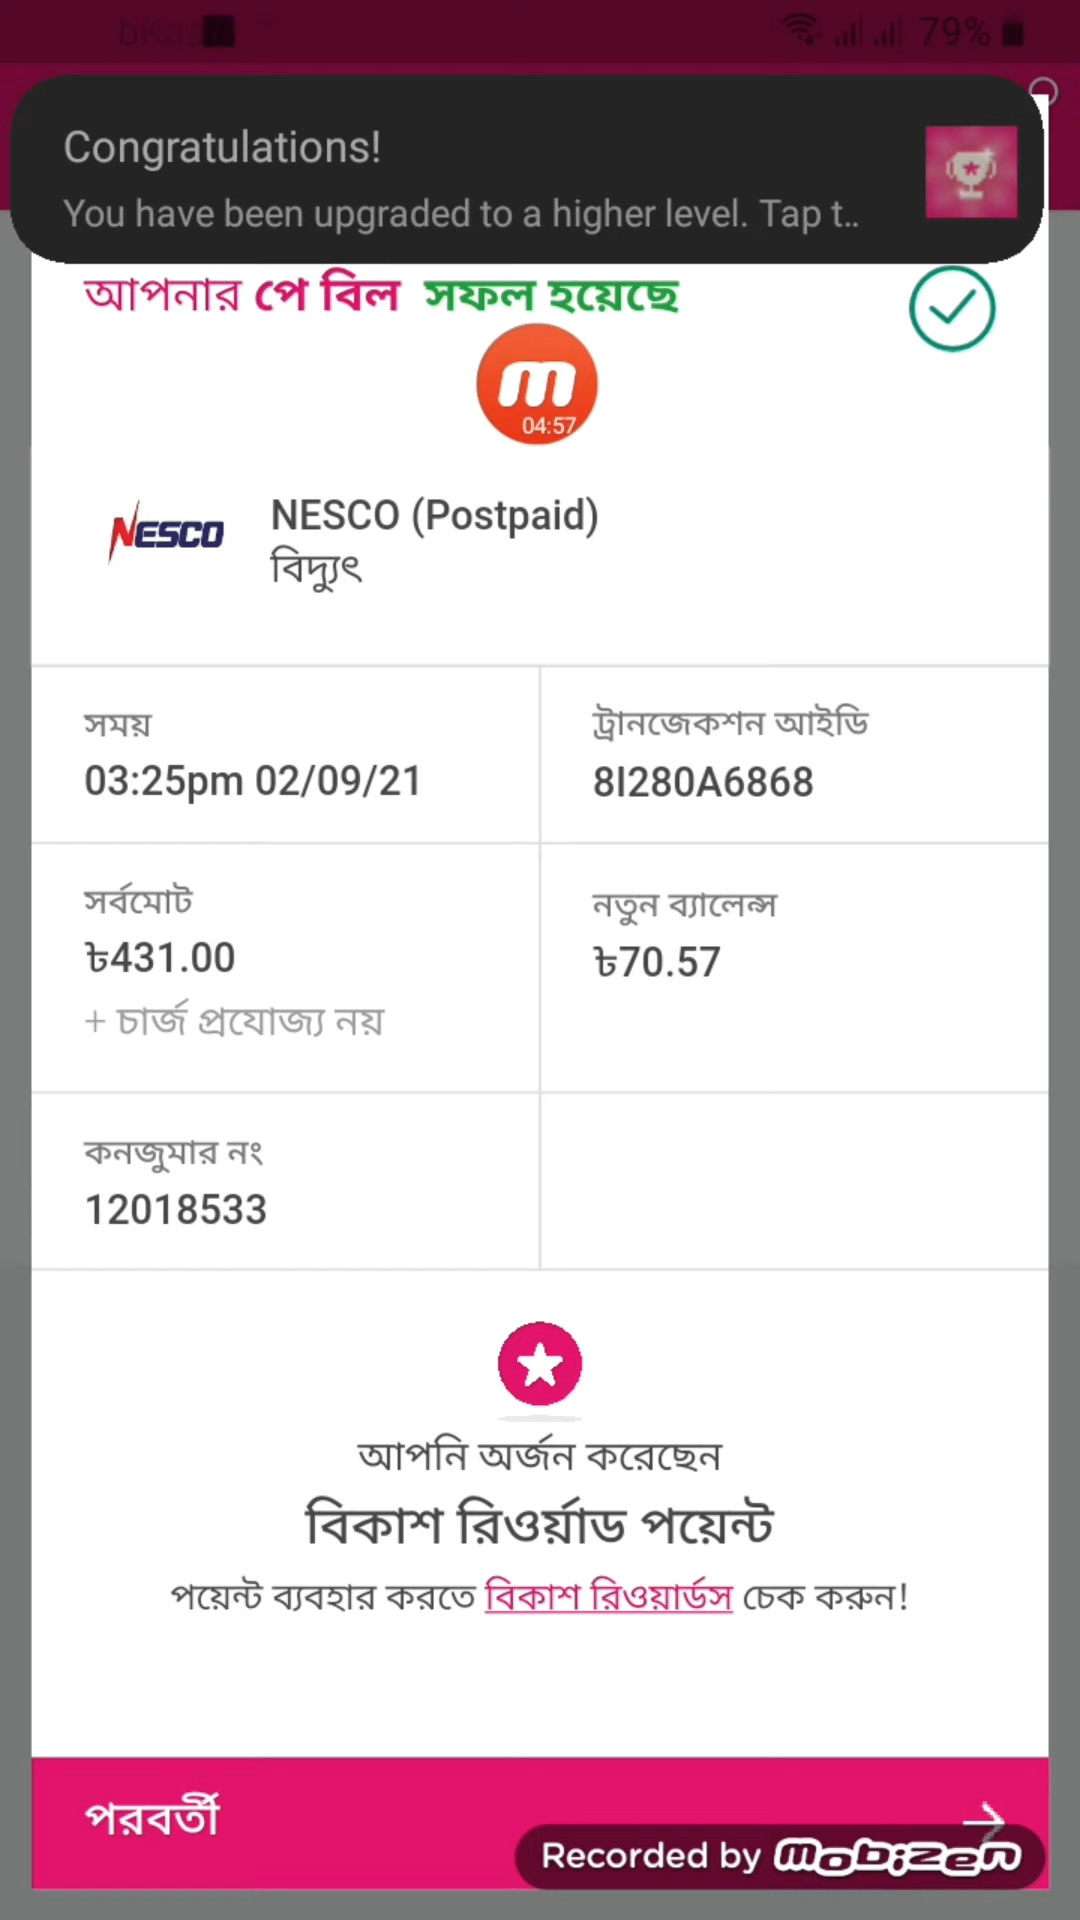 79%
Congratulations!
You have been upgraded to a higher level. Tap t..
আপনার পে বিল সফল হয়েছে
m
04:57
NESCO
NESCO (Postpaid)
বিদ্যুৎ
সময়
03:25pm 02/09/21
ট্রানজেকশন আইডি
8I280A6868
সর্বমোট
৳431.00
+ চার্জ প্রযোজ্য নয়
নতুন ব্যালেন্স
৳70.57
কনজুমার নং
12018533
আপনি অর্জন করেছেন
বিকাশ রিওর্য়াড পয়েন্ট
পয়েন্ট ব্যবহার করতে বিকাশ রিওয়ার্ডস চেক করুন!
পরবর্তী
Recorded by mobizen